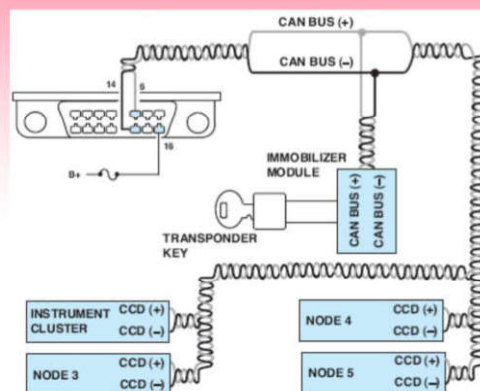 CAN BUS (+)
CAN BUS (–)
14
6
16
B+
IMMOBILIZER
MODULE
CAN BUS (+)
CAN BUS (–)
TRANSPONDER
KEY
INSTRUMENT
CLUSTER
CCD (+)
CCD (–)
NODE 4
CCD (+)
CCD (–)
NODE 3
CCD (+)
CCD (–)
NODE 5
CCD (+)
CCD (–)